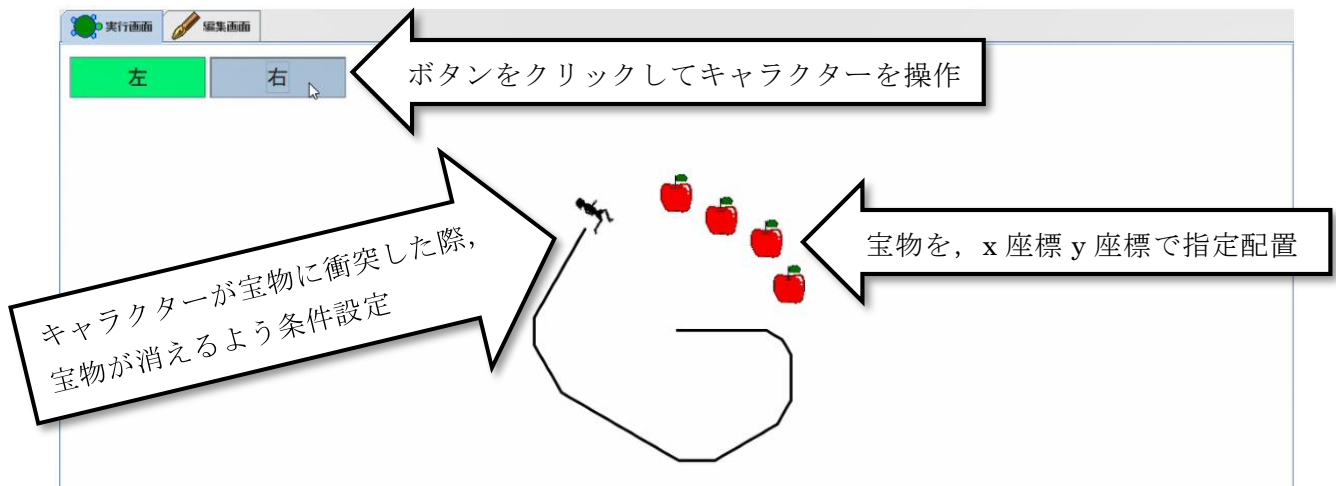 実行画面
編集画面
左
右
ボタンをクリックしてキャラクターを操作
宝物を，x 座標 y 座標で指定配置
キャラクターが宝物に衝突した際，
宝物が消えるよう条件設定